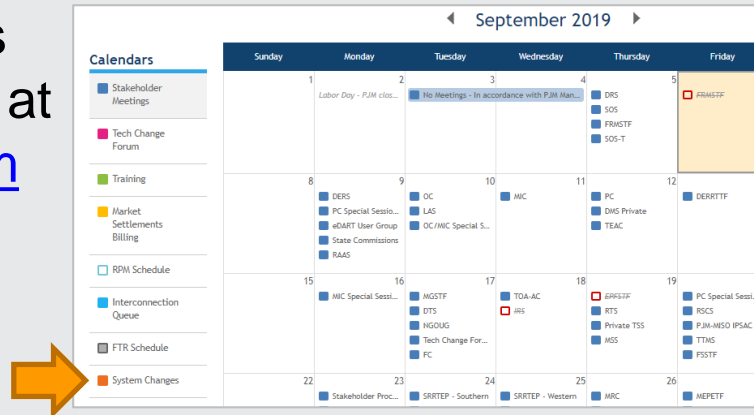 s
at
n
September 2019
Calendars
Stakeholder
Meetings
Tech Change
Forum
Training
Market
Settlements
Billing
RPM Schedule
Interconnection
Queue
FTR Schedule
System Changes
Sunday Monday Tuesday Wednesday Thursday Friday
1 2 3 4 5
Labor Day - PJM clos... No Meetings - In accordance with PJM Man... DRS FRMSTF
SOS
FRMSTF
SOS-T
8 9 10 11 12
DERS OC MIC PC DERRTTF
PC Special Sessio... LAS DMS Private
eDART User Group OC/MIC Special S... TEAC
State Commissions
RAAS
15 16 17 18 19
MIC Special Sessi... MGSTF TOA-AC EPFSTF PC Special Sessi...
DTS IRS RTS RSCS
NGOUG Private TSS PJM-MISO IPSAC
Tech Change For... MSS TTMS
FC FSSTF
22 23 24 25 26
Stakeholder Proc... SRRTEP - Southern SRRTEP - Western MRC MEPETF